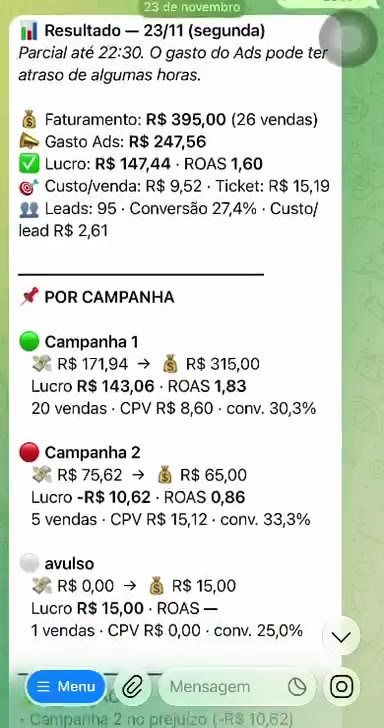 23 de novembro
📊 Resultado — 23/11 (segunda)
Parcial até 22:30. O gasto do Ads pode ter
atraso de algumas horas.
💰 Faturamento: R$ 395,00 (26 vendas)
📣 Gasto Ads: R$ 247,56
✅ Lucro: R$ 147,44 · ROAS 1,60
🎯 Custo/venda: R$ 9,52 · Ticket: R$ 15,19
👥 Leads: 95 · Conversão 27,4% · Custo/
lead R$ 2,61
📌 POR CAMPANHA
🟢 Campanha 1
💸 R$ 171,94 → 💰 R$ 315,00
Lucro R$ 143,06 · ROAS 1,83
20 vendas · CPV R$ 8,60 · conv. 30,3%
🔴 Campanha 2
💸 R$ 75,62 → 💰 R$ 65,00
Lucro -R$ 10,62 · ROAS 0,86
5 vendas · CPV R$ 15,12 · conv. 33,3%
⚪ avulso
💸 R$ 0,00 → 💰 R$ 15,00
Lucro R$ 15,00 · ROAS —
1 vendas · CPV R$ 0,00 · conv. 25,0%
Menu
Mensagem
- Campanha 2 no prejuízo (-R$ 10,62)